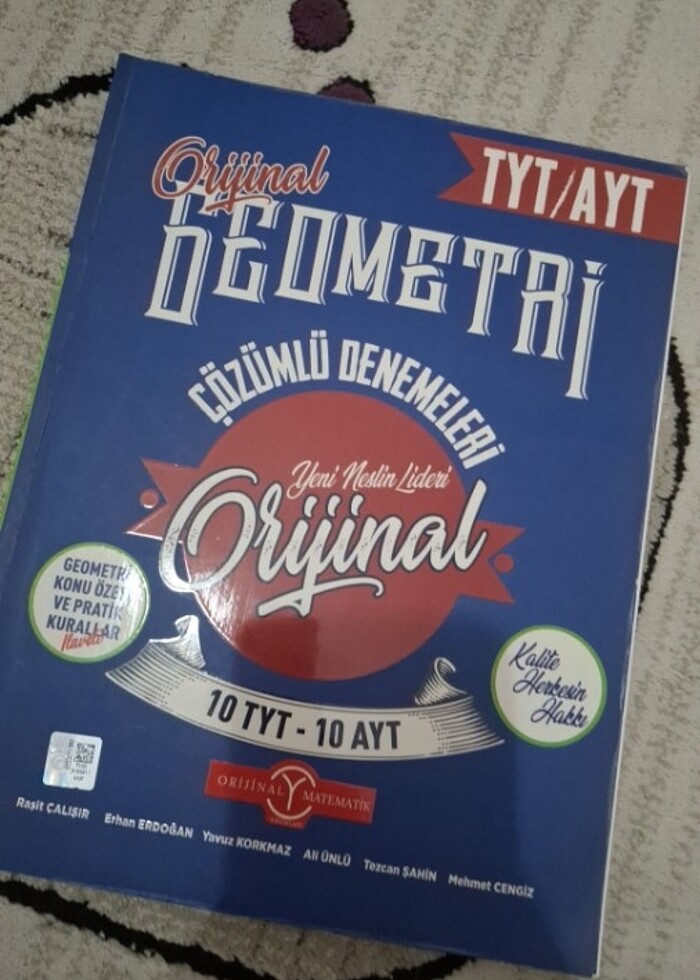 TYT/AYT
Orijinal
GEOMETRİ
ÇÖZÜMLÜ DENEMELERİ
Yeni Neslin Lideri
Orijinal
GEOMETRİ
KONU ÖZETİ
VE PRATİK
KURALLAR
İlaveli
Kalite
Herkesin
Hakkı
10 TYT - 10 AYT
ORİJİNAL MATEMATİK
Raşit ÇALIŞIR Erhan ERDOĞAN Yavuz KORKMAZ Ali ÜNLÜ Tezcan ŞAHİN Mehmet CENGİZ